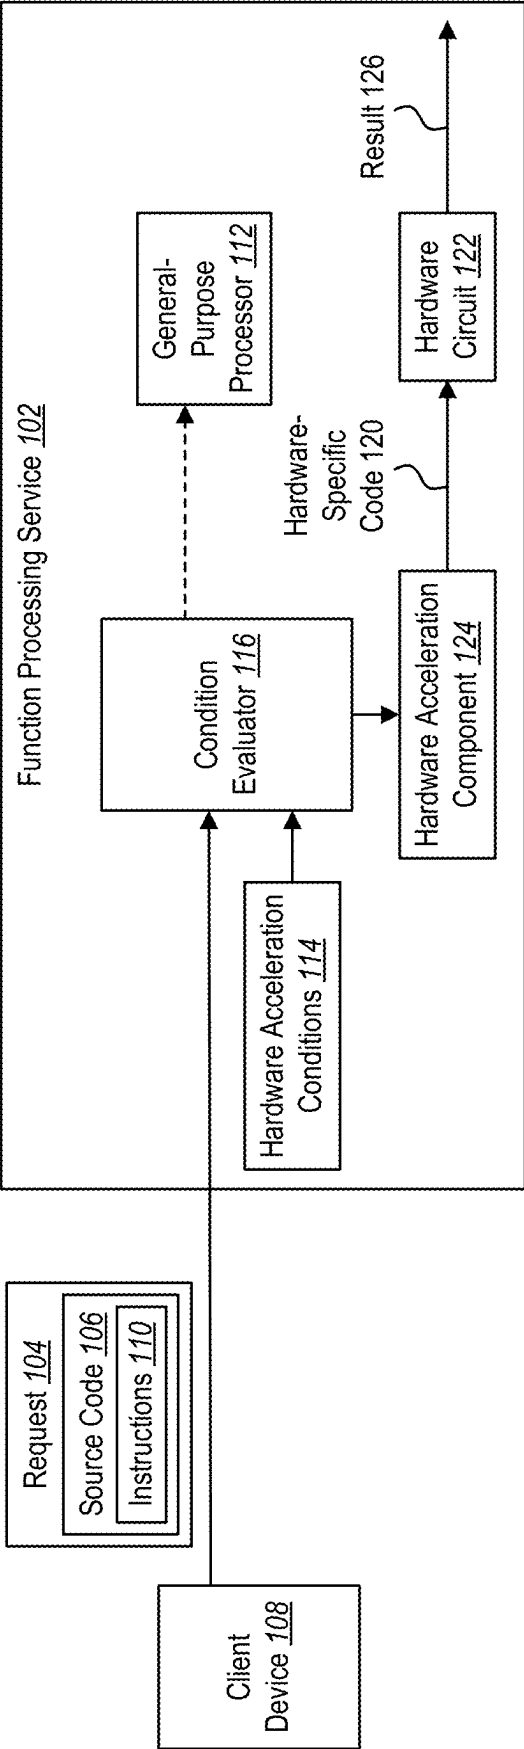 Function Processing Service 102
Request 104
Source Code 106
Instructions 110
Client
Device 108
Hardware Acceleration
Conditions 114
Condition
Evaluator 116
General-
Purpose
Processor 112
Hardware Acceleration
Component 124
Hardware-
Specific
Code 120
Hardware
Circuit 122
Result 126